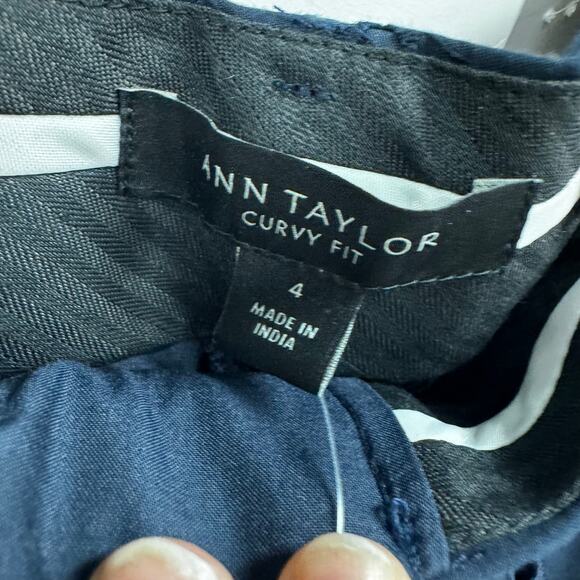 ANN TAYLOR
CURVY FIT
4
MADE IN
INDIA